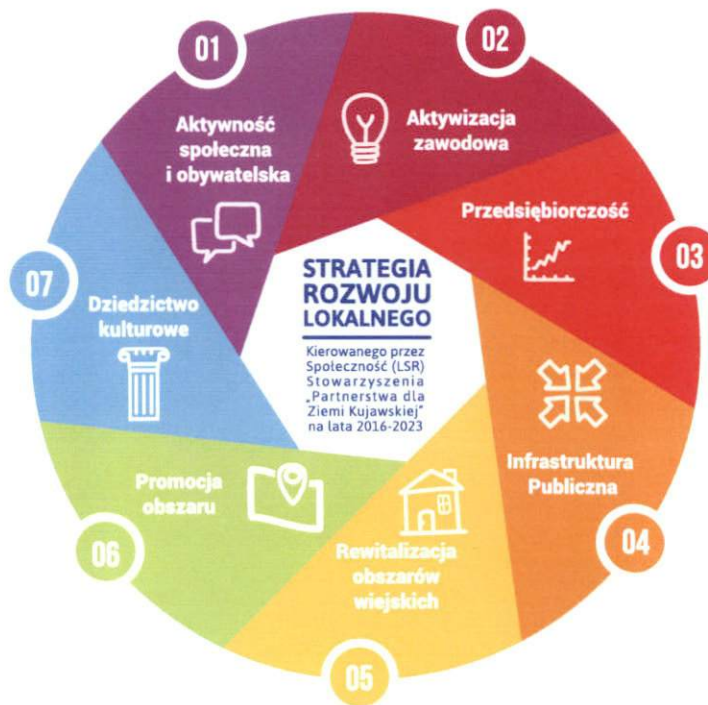 01
Aktywność
społeczna
i obywatelska
02
Aktywizacja
zawodowa
03
Przedsiębiorczość
04
Infrastruktura
Publiczna
05
Rewitalizacja
obszarów
wiejskich
06
Promocja
obszaru
07
Dziedzictwo
kulturowe
STRATEGIA
ROZWOJU
LOKALNEGO
Kierowanego przez
Społeczność (LSR)
Stowarzyszenia
„Partnerstwa dla
Ziemi Kujawskiej"
na lata 2016-2023